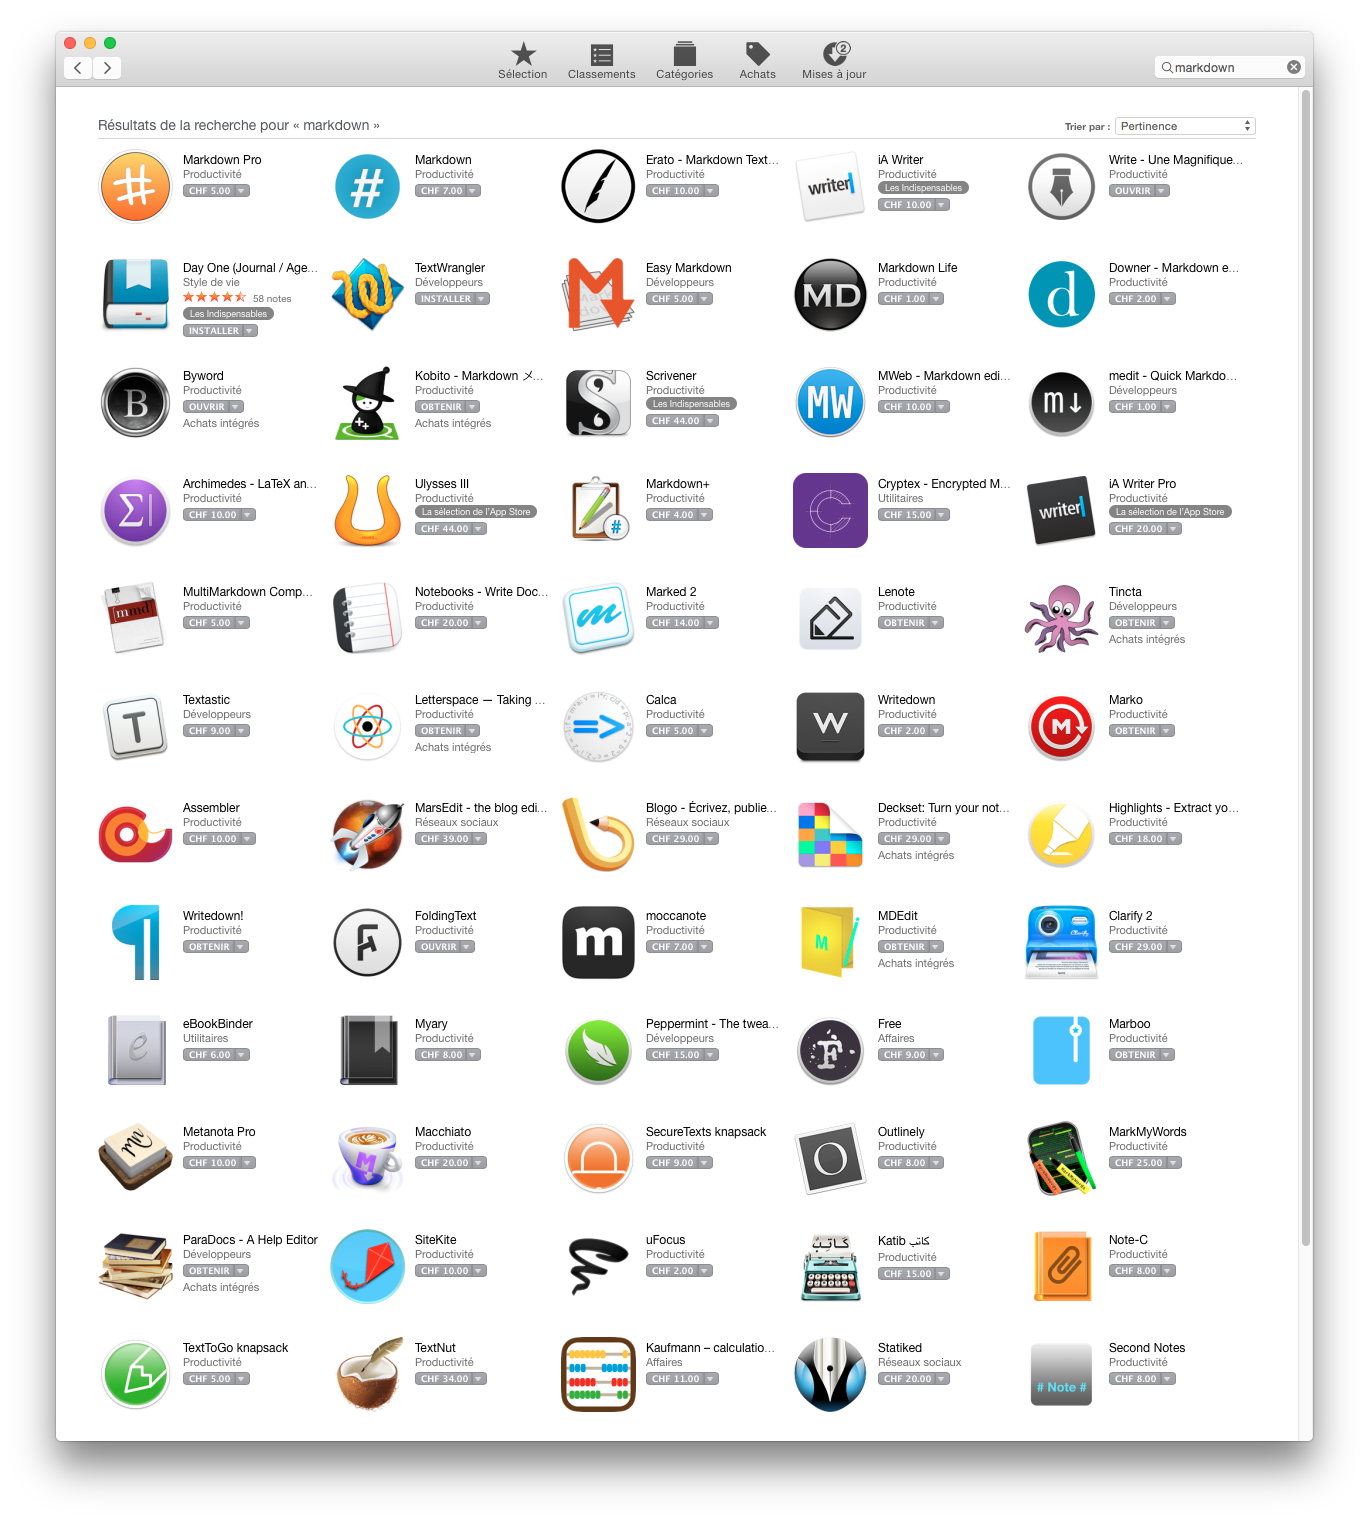 Sélection
Classements
Catégories
Achats
2
Mises à jour
markdown
Résultats de la recherche pour « markdown »
Trier par :
Pertinence
Markdown Pro
Productivité
CHF 5.00
#
Markdown
Productivité
CHF 7.00
Erato - Markdown Text...
Productivité
CHF 10.00
writer
iA Writer
Productivité
Les Indispensables
CHF 10.00
Write - Une Magnifique...
Productivité
OUVRIR
Day One (Journal / Age...
Style de vie
58 notes
Les Indispensables
INSTALLER
TextWrangler
Développeurs
INSTALLER
Easy Markdown
Développeurs
CHF 5.00
MD
Markdown Life
Productivité
CHF 1.00
d
Downer - Markdown e...
Productivité
CHF 2.00
B
Byword
Productivité
OUVRIR
Achats intégrés
Kobito - Markdown メ...
Productivité
OBTENIR
Achats intégrés
S
Scrivener
Productivité
Les Indispensables
CHF 44.00
MW
MWeb - Markdown edi...
Productivité
CHF 10.00
m↓
medit - Quick Markdo...
Développeurs
CHF 1.00
Σ|
Archimedes - LaTeX an...
Productivité
CHF 10.00
Ulysses III
Productivité
La sélection de l'App Store
CHF 44.00
#
Markdown+
Productivité
CHF 4.00
Cryptex - Encrypted M...
Utilitaires
CHF 15.00
writer
iA Writer Pro
Productivité
La sélection de l'App Store
CHF 20.00
mmd
MultiMarkdown Comp...
Productivité
CHF 5.00
Notebooks - Write Doc...
Productivité
CHF 20.00
m
Marked 2
Productivité
CHF 14.00
Lenote
Productivité
OBTENIR
Tincta
Développeurs
OBTENIR
Achats intégrés
T
Textastic
Développeurs
CHF 9.00
Letterspace — Taking ...
Productivité
OBTENIR
Achats intégrés
=>
Calca
Productivité
CHF 5.00
W
Writedown
Productivité
CHF 2.00
M
Marko
Productivité
OBTENIR
Assembler
Productivité
CHF 10.00
MarsEdit - the blog edi...
Réseaux sociaux
CHF 39.00
Blogo - Écrivez, publie...
Réseaux sociaux
CHF 29.00
Deckset: Turn your not...
Productivité
CHF 29.00
Achats intégrés
Highlights - Extract yo...
Productivité
CHF 18.00
¶
Writedown!
Productivité
OBTENIR
F
FoldingText
Productivité
OUVRIR
m
moccanote
Productivité
CHF 7.00
M
MDEdit
Productivité
OBTENIR
Achats intégrés
Clarify
Clarify 2
Productivité
CHF 29.00
e
eBookBinder
Utilitaires
CHF 6.00
Myary
Productivité
CHF 8.00
Peppermint - The twea...
Développeurs
CHF 15.00
F
Free
Affaires
CHF 9.00
Marboo
Productivité
OBTENIR
mn
Metanota Pro
Productivité
CHF 10.00
M
Macchiato
Productivité
CHF 20.00
SecureTexts knapsack
Productivité
CHF 9.00
O
Outlinely
Productivité
CHF 8.00
MarkMyWords
Productivité
CHF 25.00
ParaDocs - A Help Editor
Développeurs
OBTENIR
Achats intégrés
SiteKite
Productivité
CHF 10.00
uFocus
Productivité
CHF 2.00
كاتب
Katib كاتب
Productivité
CHF 15.00
Note-C
Productivité
CHF 8.00
TextToGo knapsack
Productivité
CHF 5.00
TextNut
Productivité
CHF 34.00
Kaufmann – calculatio...
Affaires
CHF 11.00
Statiked
Réseaux sociaux
CHF 20.00
# Note #
Second Notes
Productivité
CHF 8.00